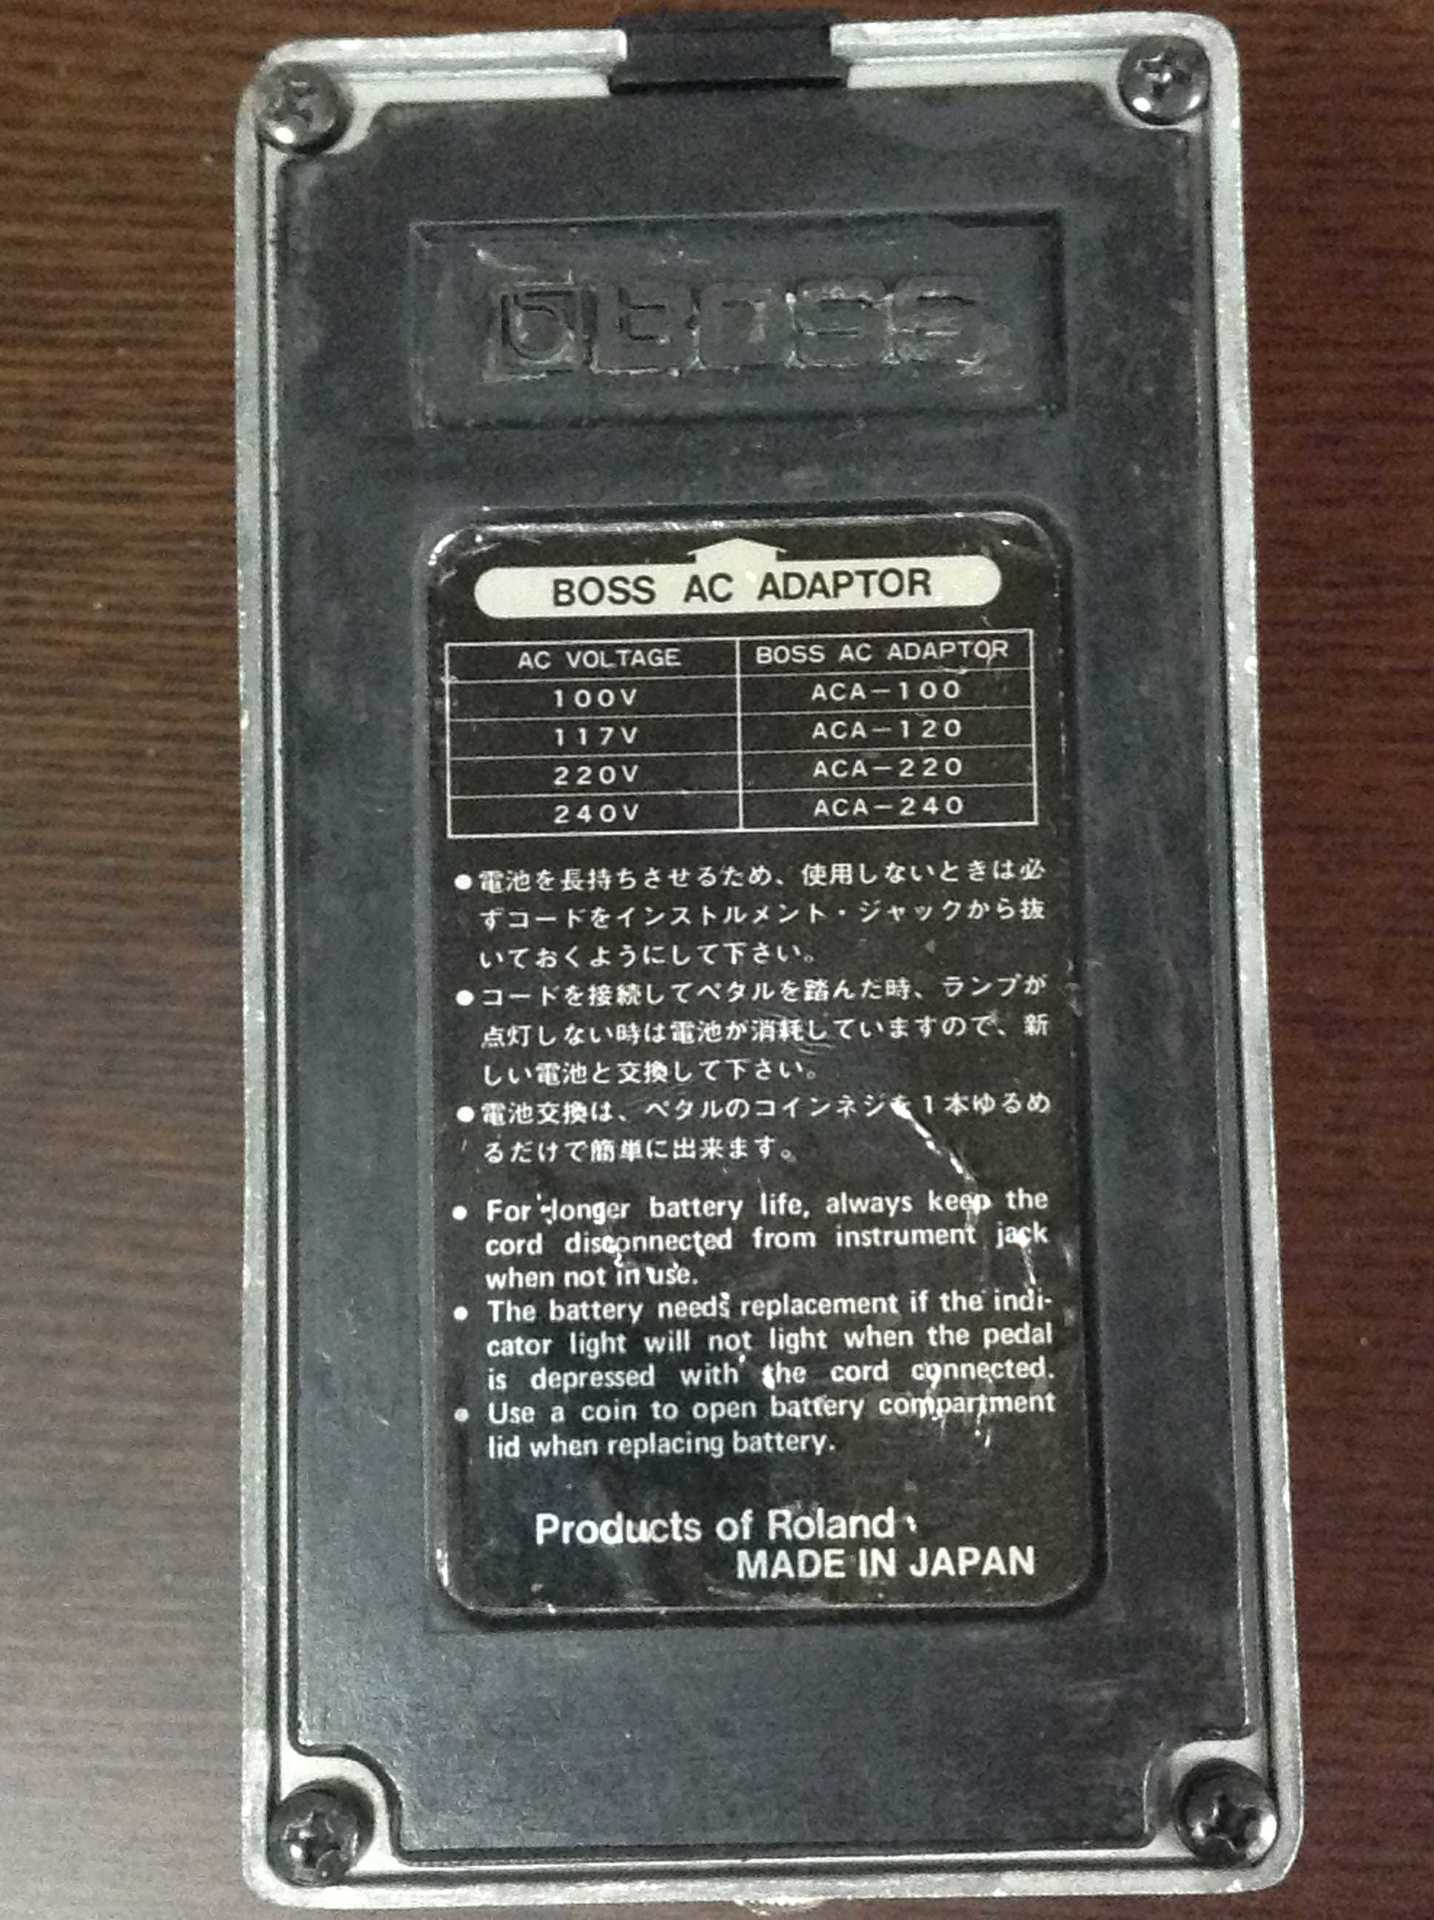 BOSS
BOSS AC ADAPTOR
AC VOLTAGE BOSS AC ADAPTOR
100V ACA-100
117V ACA-120
220V ACA-220
240V ACA-240
●電池を長持ちさせるため、使用しないときは必
ずコードをインストルメント・ジャックから抜
いておくようにして下さい。
●コードを接続してペタルを踏んだ時、ランプが
点灯しない時は電池が消耗していますので、新
しい電池と交換して下さい。
●電池交換は、ペタルのコインネジを1本ゆるめ
るだけで簡単に出来ます。
● For longer battery life, always keep the
cord disconnected from instrument jack
when not in use.
● The battery needs replacement if the indi-
cator light will not light when the pedal
is depressed with the cord connected.
● Use a coin to open battery compartment
lid when replacing battery.
Products of Roland
MADE IN JAPAN